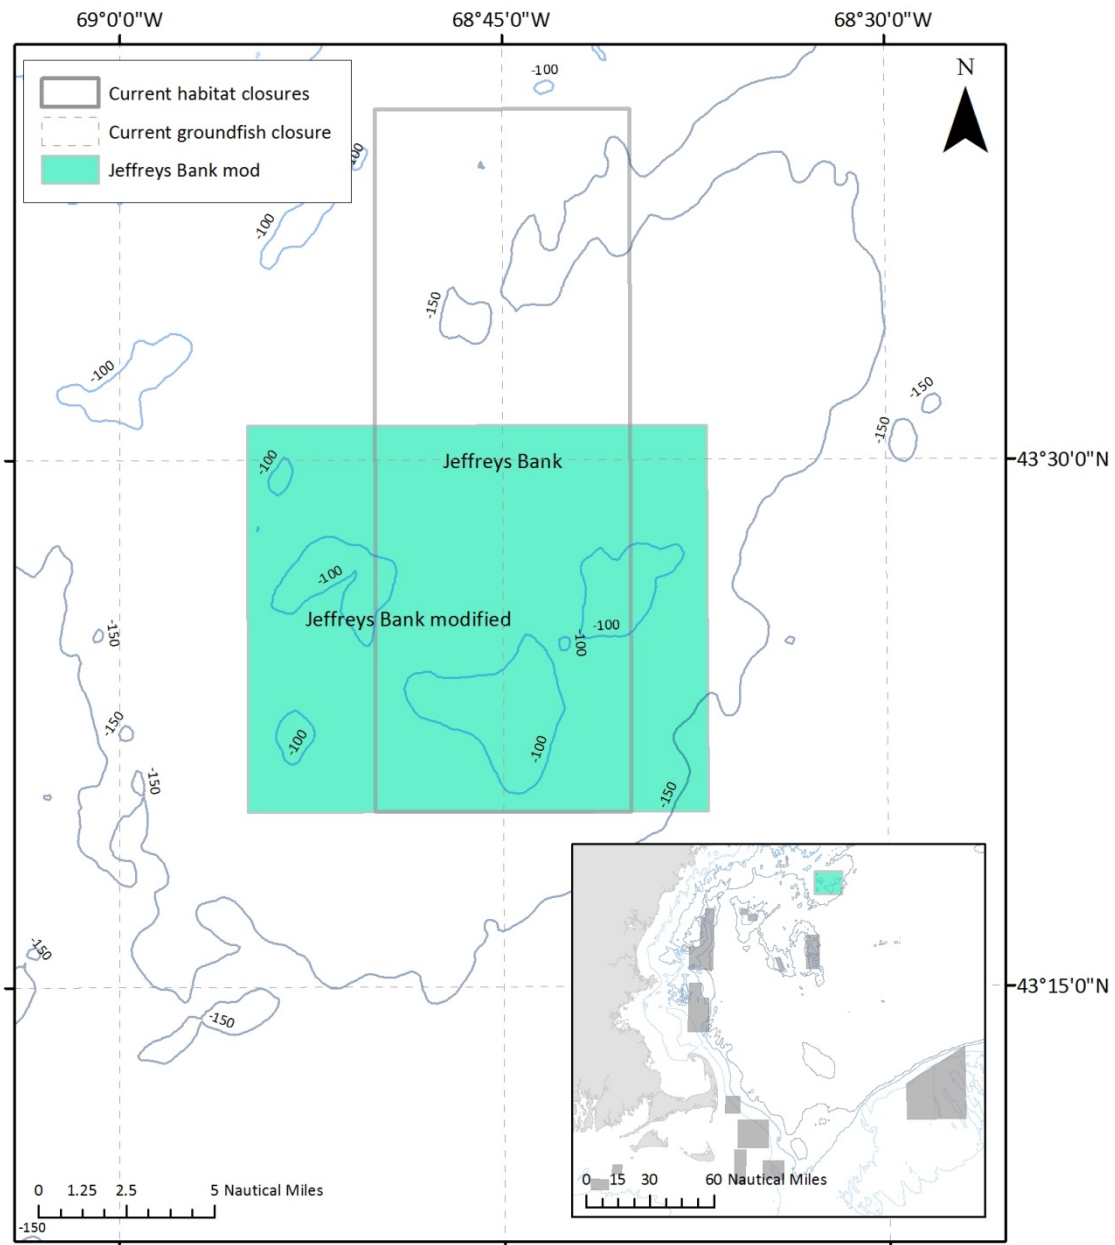 69°0'0"W
68°45'0"W
68°30'0"W
Current habitat closures
Current groundfish closure
Jeffreys Bank mod
N
-100
-100
-100
-150
-100
-150
-150
43°30'0"N
Jeffreys Bank
-100
-100
Jeffreys Bank modified
-100
-100
-150
-150
-100
-100
-150
-150
-150
43°15'0"N
-150
0 1.25 2.5 5 Nautical Miles
0 15 30 60 Nautical Miles
-150